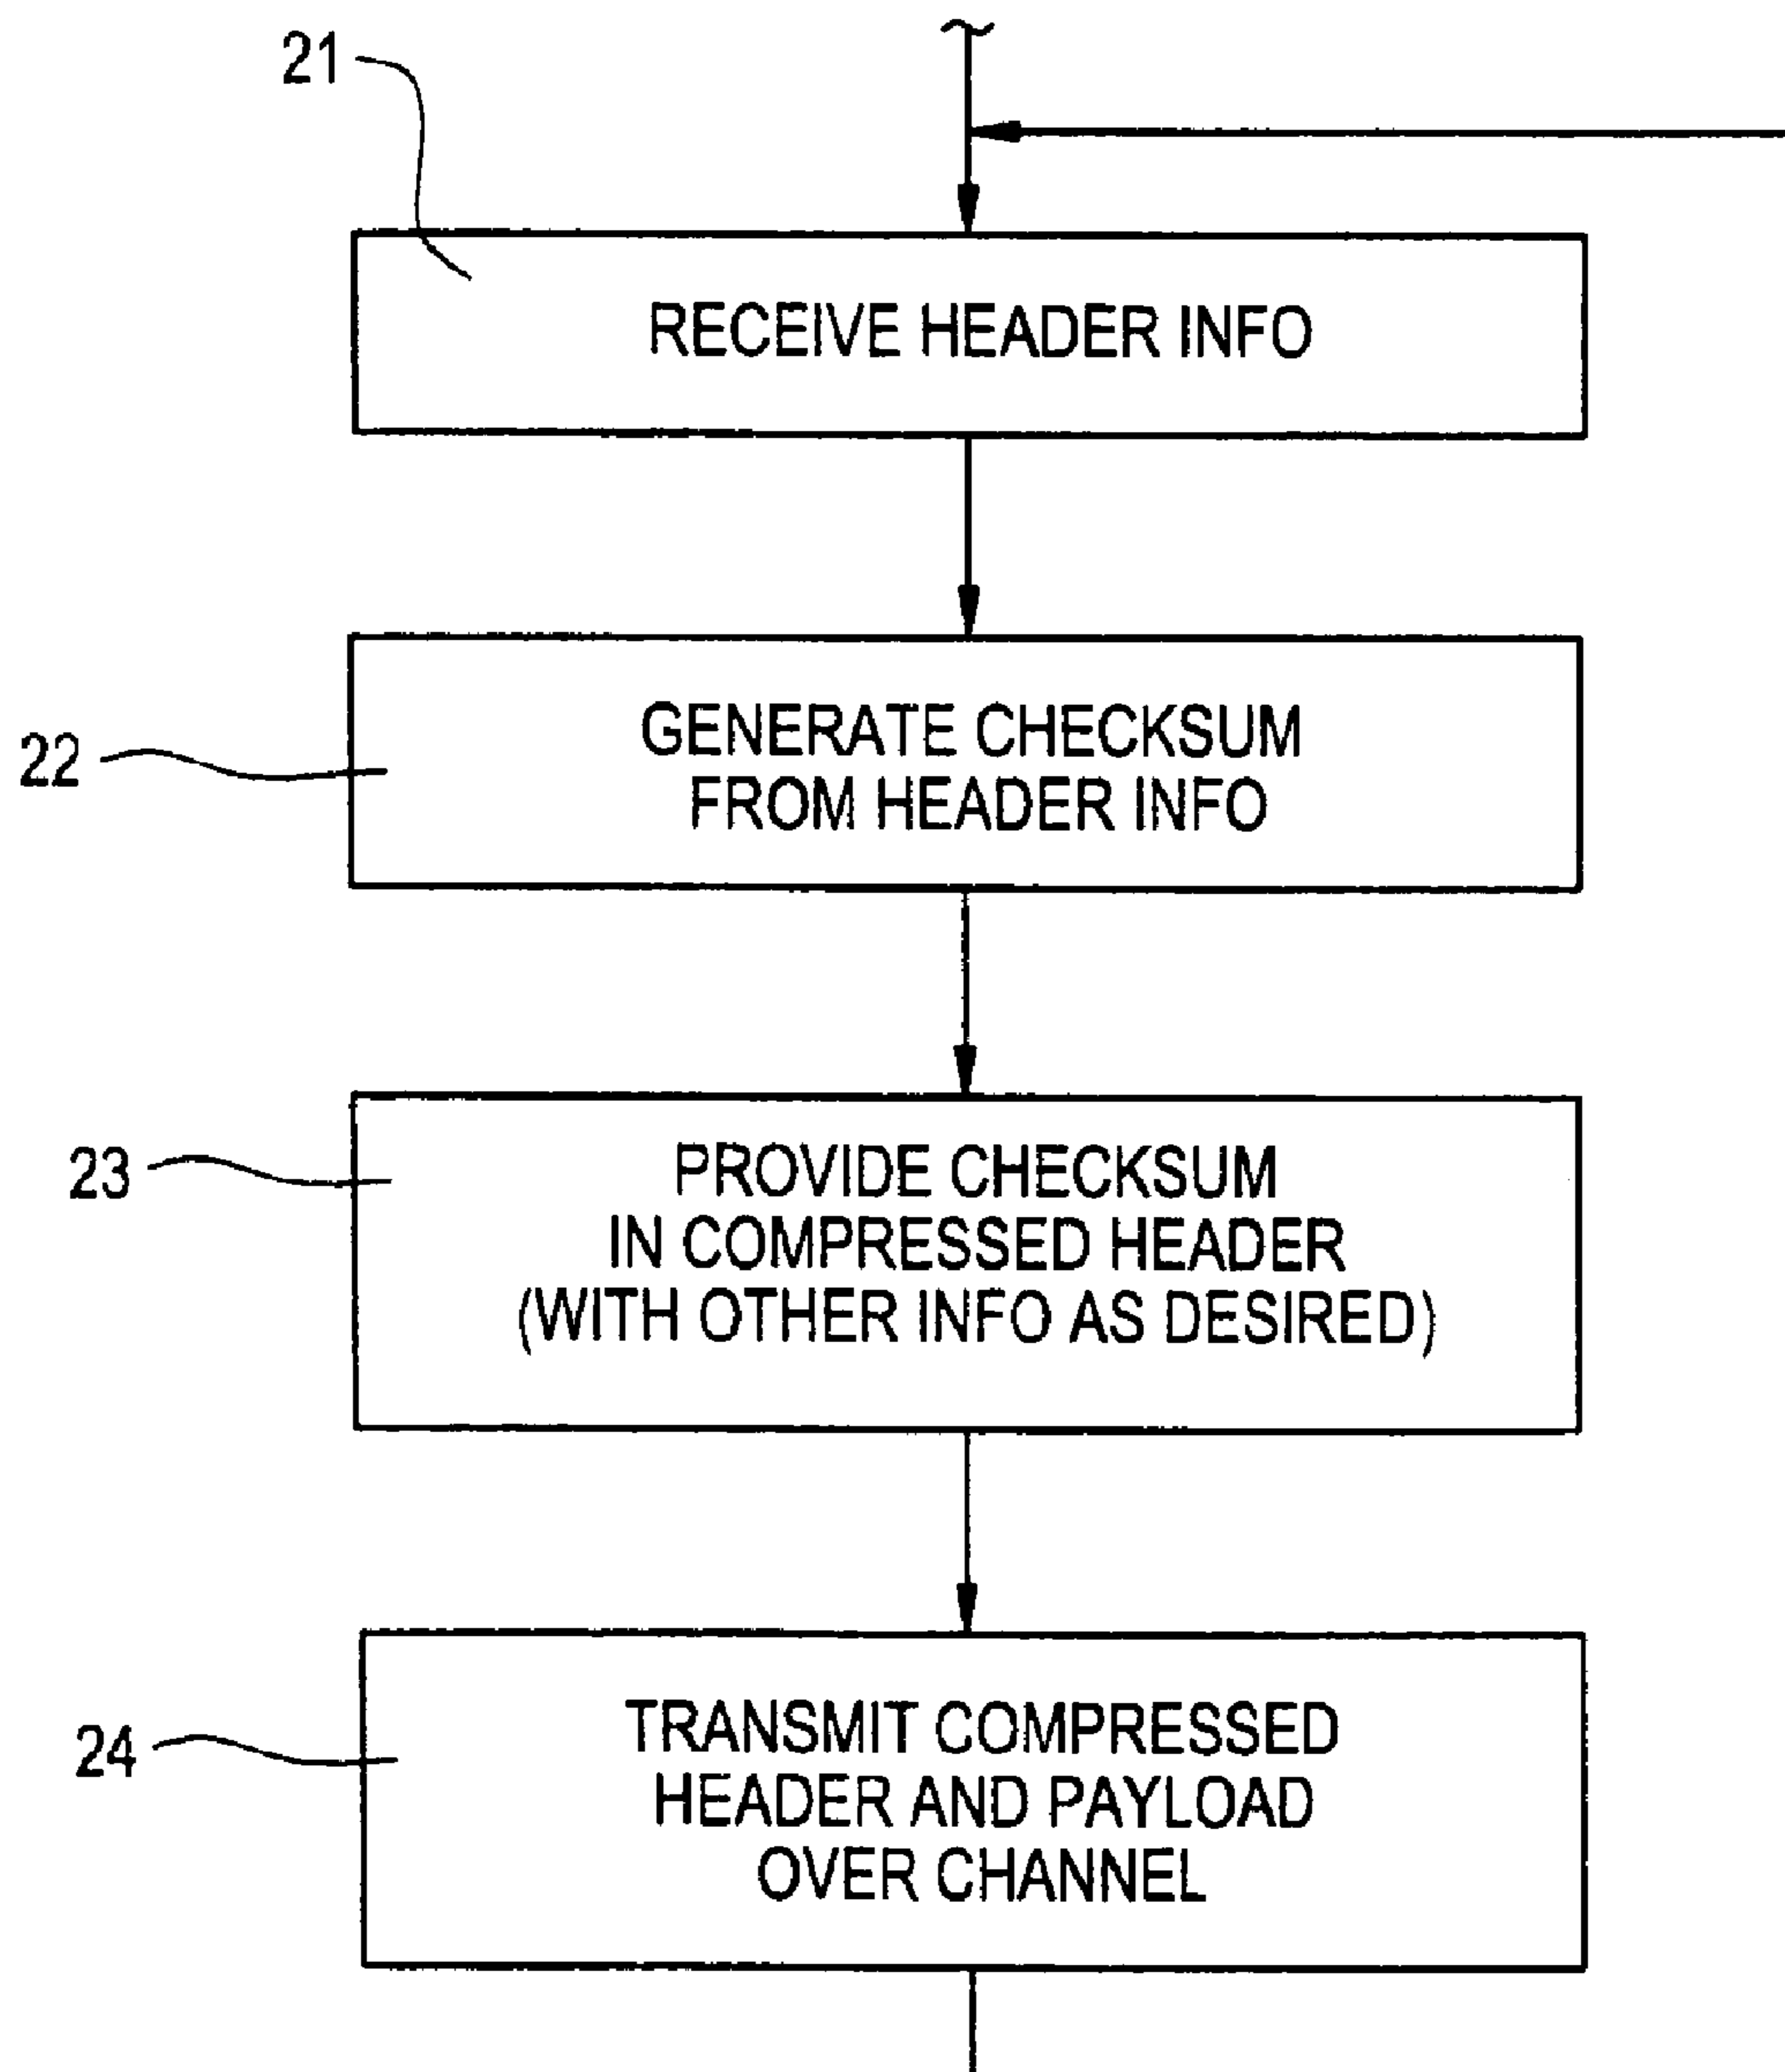 21
RECEIVE HEADER INFO
22
GENERATE CHECKSUM
FROM HEADER INFO
23
PROVIDE CHECKSUM
IN COMPRESSED HEADER
(WITH OTHER INFO AS DESIRED)
24
TRANSMIT COMPRESSED
HEADER AND PAYLOAD
OVER CHANNEL